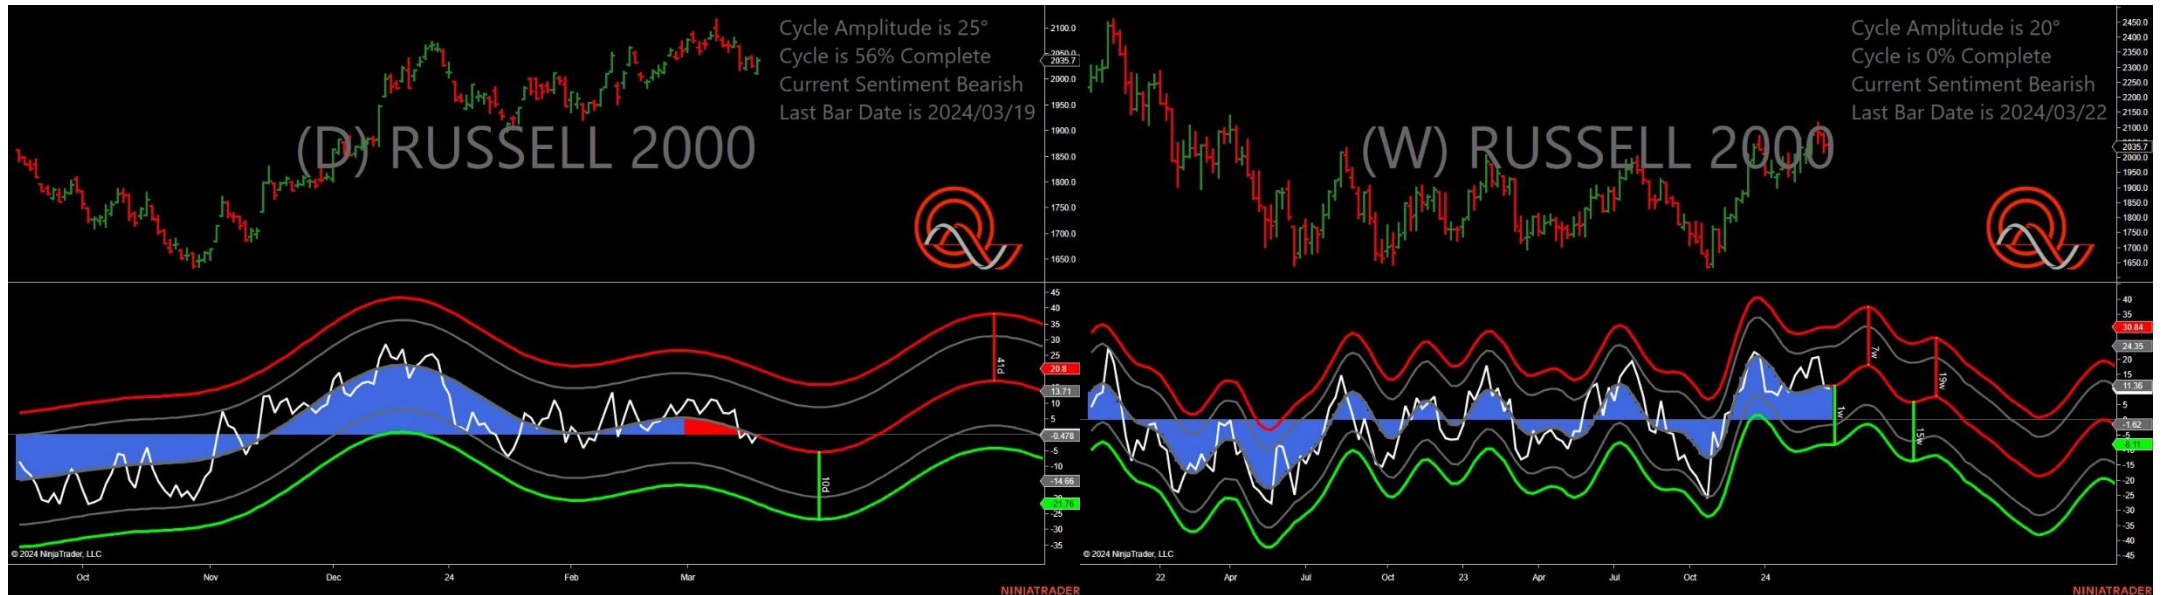 Cycle Amplitude is 25°
Cycle is 56% Complete
Current Sentiment Bearish
Last Bar Date is 2024/03/19
(D) RUSSELL 2000
2100.0
2050.0
2035.7
2000.0
1950.0
1900.0
1850.0
1800.0
1750.0
1700.0
1650.0
45
40
35
30
25
20.8
13.71
10
5
-0.478
-5
-10
-14.66
-21.76
-25
-30
-35
41d
10d
© 2024 NinjaTrader, LLC
Oct
Nov
Dec
24
Feb
Mar
NINJATRADER
Cycle Amplitude is 20°
Cycle is 0% Complete
Current Sentiment Bearish
Last Bar Date is 2024/03/22
(W) RUSSELL 2000
2450.0
2400.0
2350.0
2300.0
2250.0
2200.0
2150.0
2100.0
2035.7
2000.0
1950.0
1900.0
1850.0
1800.0
1750.0
1700.0
1650.0
40
35
30.84
24.35
20
15
11.36
5
-1.62
-8.11
-15
-20
-25
-30
-35
-40
-45
7w
19w
1w
15w
© 2024 NinjaTrader, LLC
22
Apr
Jul
Oct
23
Apr
Jul
Oct
24
NINJATRADER